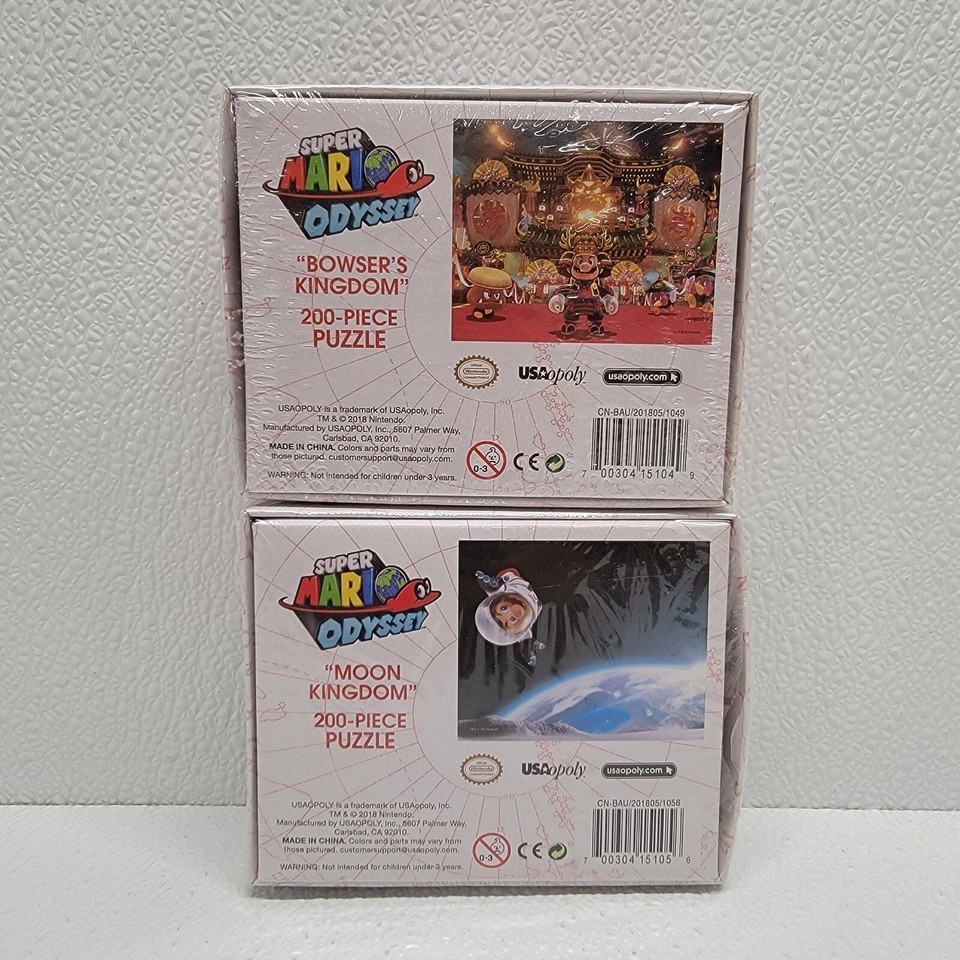 SUPER
MARIO
ODYSSEY
"BOWSER'S
KINGDOM"
200-PIECE
PUZZLE
Nintendo
USAopoly
usaopoly.com
USAOPOLY is a trademark of USAopoly, Inc.
TM & © 2018 Nintendo.
Manufactured by USAOPOLY, Inc., 5607 Palmer Way,
Carlsbad, CA 92010.
MADE IN CHINA. Colors and parts may vary from
those pictured. customersupport@usaopoly.com.
WARNING: Not intended for children under 3 years.
0-3
CE
CN-BAU/201805/1049
7 00304 15104 9
SUPER
MARIO
ODYSSEY
"MOON
KINGDOM"
200-PIECE
PUZZLE
Nintendo
USAopoly
usaopoly.com
USAOPOLY is a trademark of USAopoly, Inc.
TM & © 2018 Nintendo.
Manufactured by USAOPOLY, Inc., 5607 Palmer Way,
Carlsbad, CA 92010.
MADE IN CHINA. Colors and parts may vary from
those pictured. customersupport@usaopoly.com.
WARNING: Not intended for children under 3 years.
0-3
CE
CN-BAU/201805/1056
7 00304 15105 6